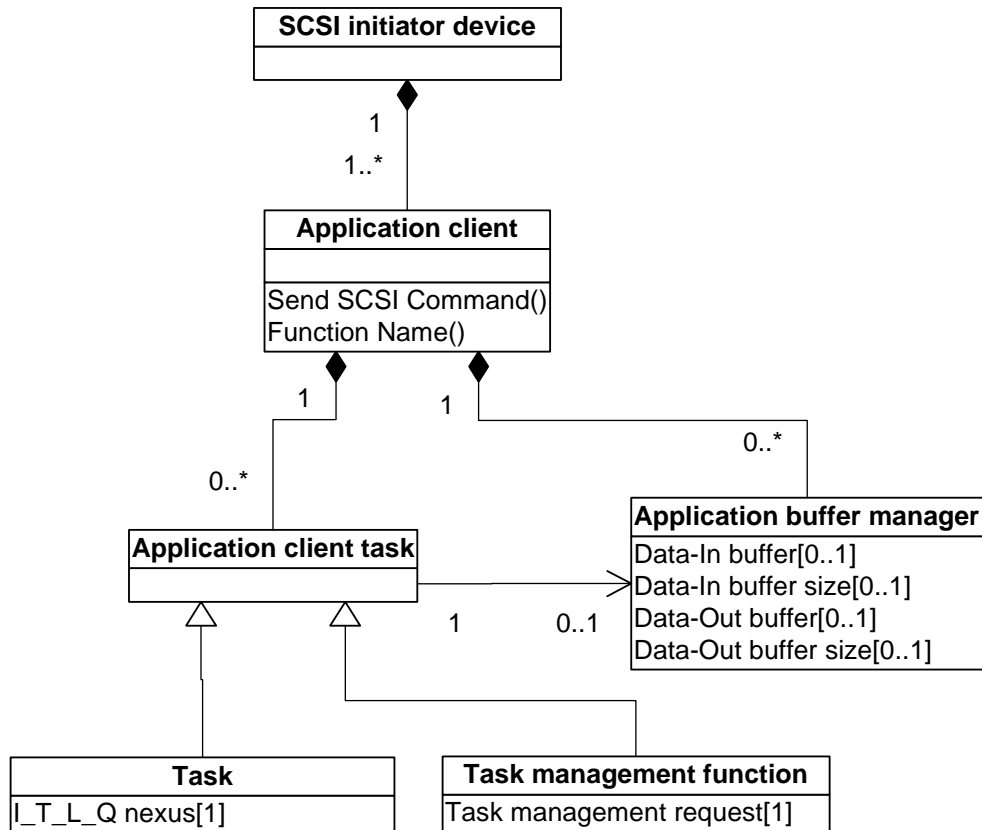 SCSI initiator device
1
1..*
Application client
Send SCSI Command()
Function Name()
1
1
0..*
0..*
Application client task
Application buffer manager
Data-In buffer[0..1]
Data-In buffer size[0..1]
Data-Out buffer[0..1]
Data-Out buffer size[0..1]
1
0..1
Task
I_T_L_Q nexus[1]
Task management function
Task management request[1]